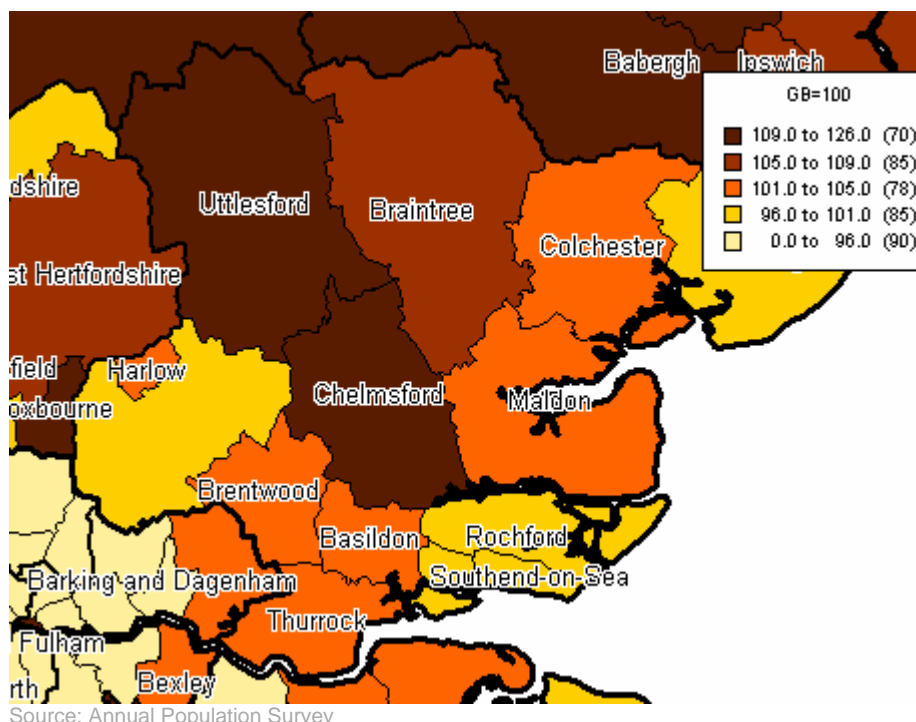 Babergh
Ipswich
GB=100
109.0 to 126.0 (70)
105.0 to 109.0 (85)
101.0 to 105.0 (78)
96.0 to 101.0 (85)
0.0 to 96.0 (90)
dshire
Uttlesford
Braintree
Colchester
st Hertfordshire
field
Harlow
oxbourne
Chelmsford
Maldon
Brentwood
Basildon
Rochford
Southend-on-Sea
Barking and Dagenham
Thurrock
Fulham
rth
Bexley
Source: Annual Population Survey